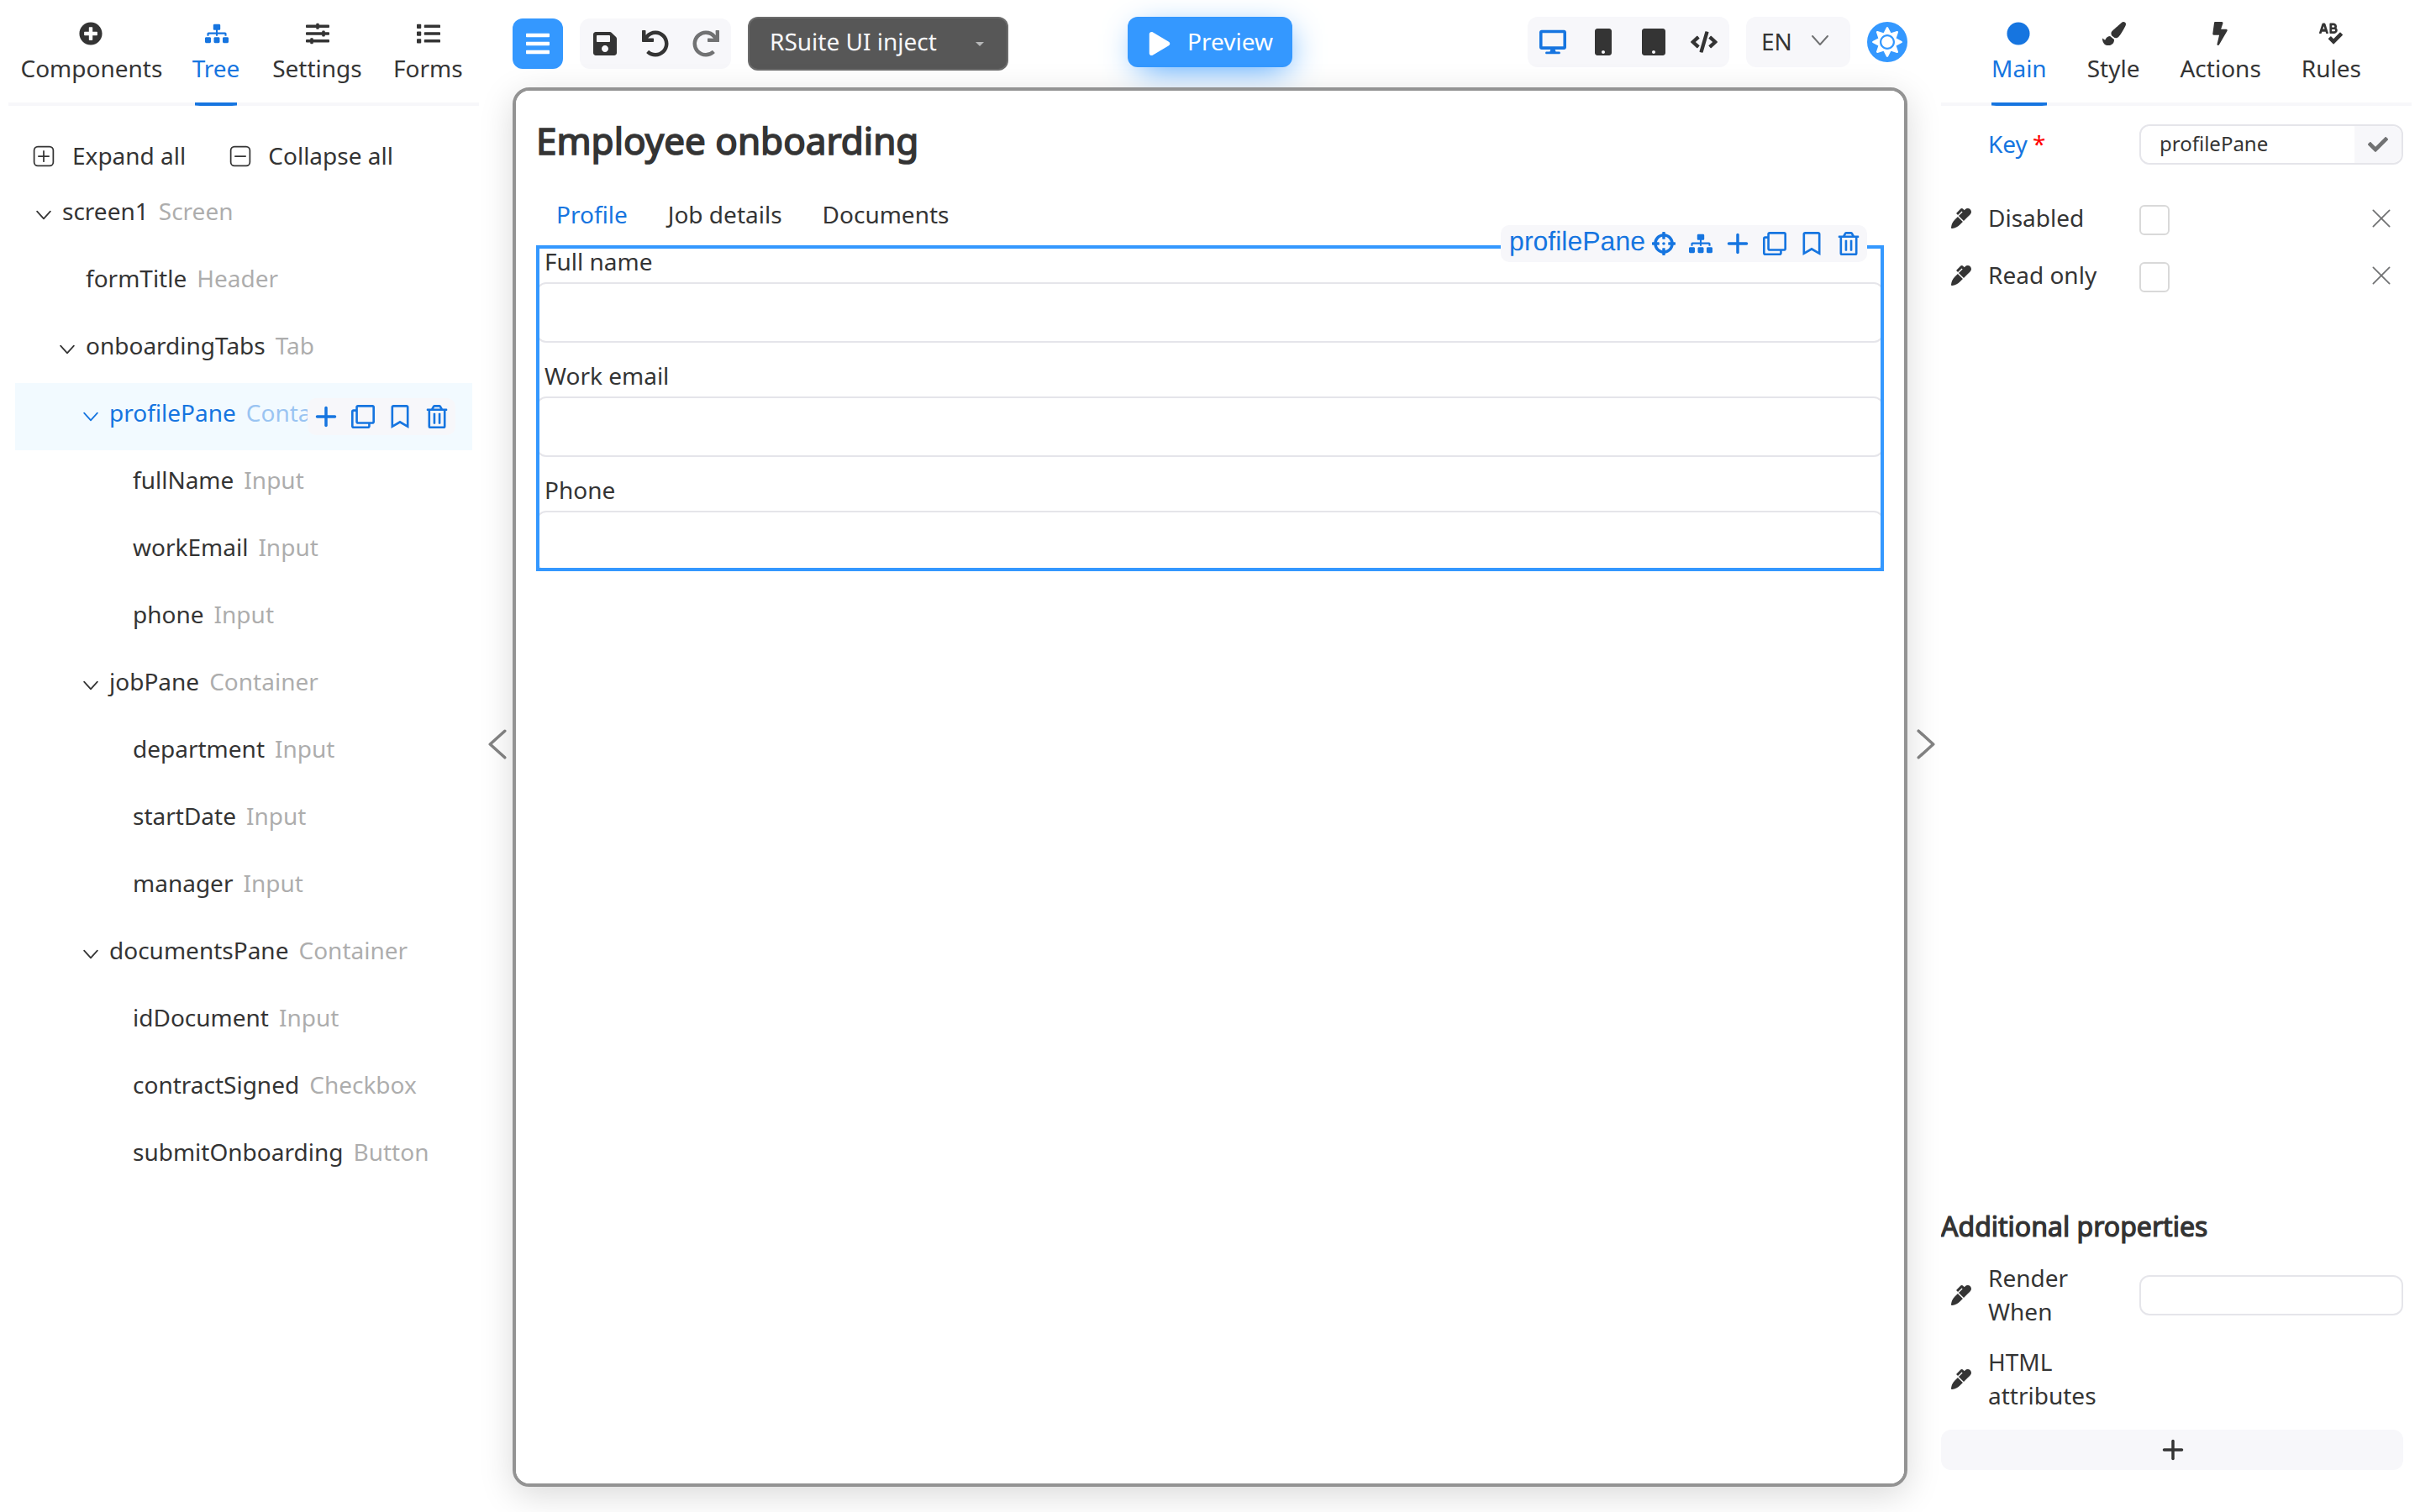 Components Tree Settings Forms
RSuite UI inject
Preview
EN
Main Style Actions Rules
Expand all Collapse all
screen1 Screen
formTitle Header
onboardingTabs Tab
profilePane Conta
fullName Input
workEmail Input
phone Input
jobPane Container
department Input
startDate Input
manager Input
documentsPane Container
idDocument Input
contractSigned Checkbox
submitOnboarding Button
Employee onboarding
Profile Job details Documents
profilePane
Full name
Work email
Phone
Key * profilePane
Disabled
Read only
Additional properties
Render
When
HTML
attributes